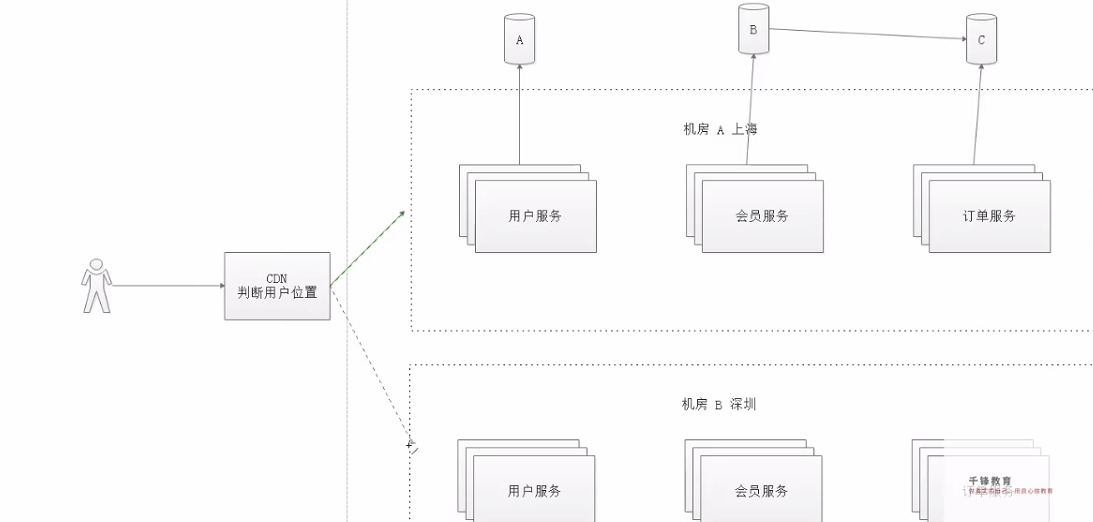 A
B
C
机房 A 上海
用户服务
会员服务
订单服务
CDN
判断用户位置
机房 B 深圳
用户服务
会员服务
千锋教育